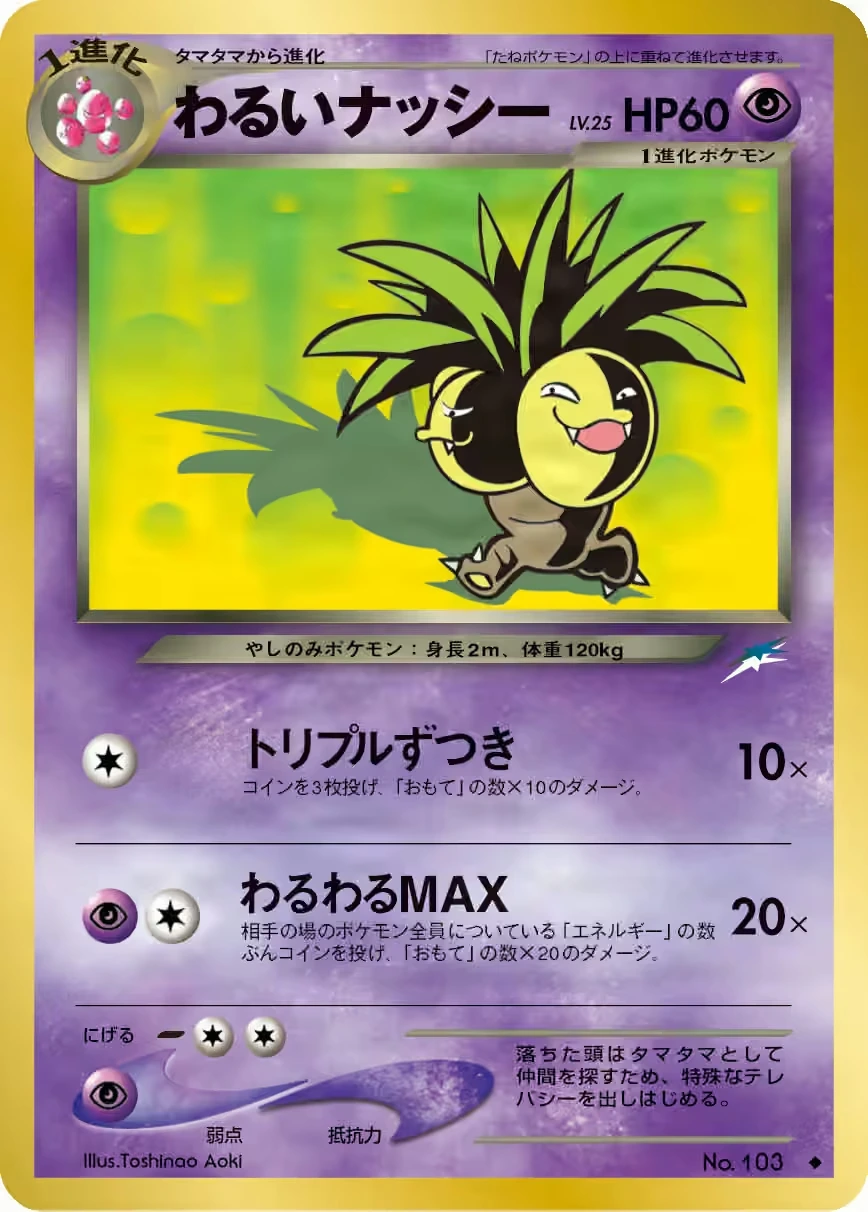 1進化
タマタマから進化
「たねポケモン」の上に重ねて進化させます。
わるいナッシー LV.25 HP60
1進化ポケモン
やしのみポケモン：身長2m、体重120kg
トリプルずつき 10×
コインを3枚投げ、「おもて」の数×10のダメージ。
わるわるMAX 20×
相手の場のポケモン全員についている「エネルギー」の数
ぶんコインを投げ、「おもて」の数×20のダメージ。
にげる
弱点
抵抗力
落ちた頭はタマタマとして
仲間を探すため、特殊なテレ
パシーを出しはじめる。
Illus.Toshinao Aoki
No. 103